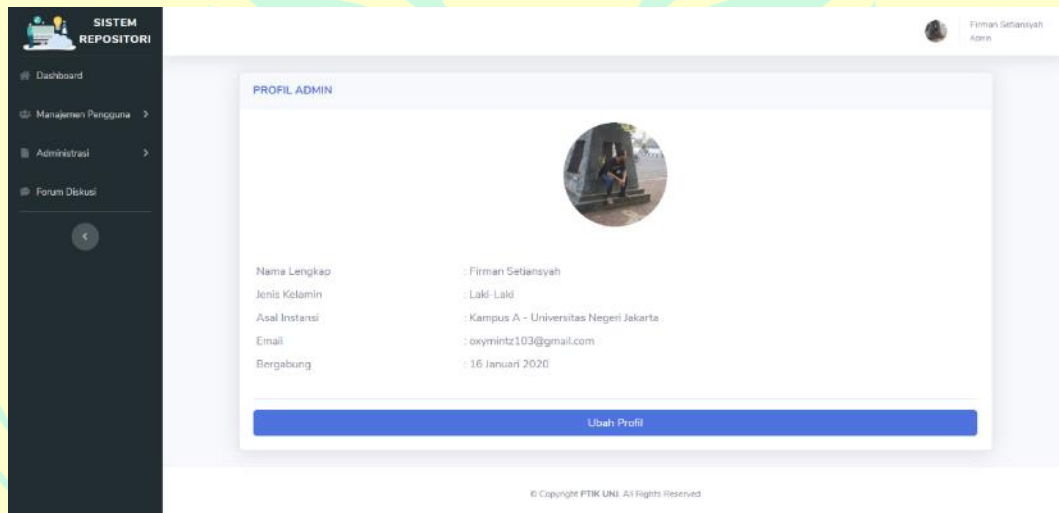 SISTEM
REPOSITORI
Firman Setiansyah
Admin
Dashboard
Manajemen Pengguna
Administrasi
Forum Diskusi
PROFIL ADMIN
Nama Lengkap : Firman Setiansyah
Jenis Kelamin : Laki-Laki
Asal Instansi : Kampus A - Universitas Negeri Jakarta
Email : oxymintz103@gmail.com
Bergabung : 16 Januari 2020
Ubah Profil
© Copyright PTIK UNJ. All Rights Reserved